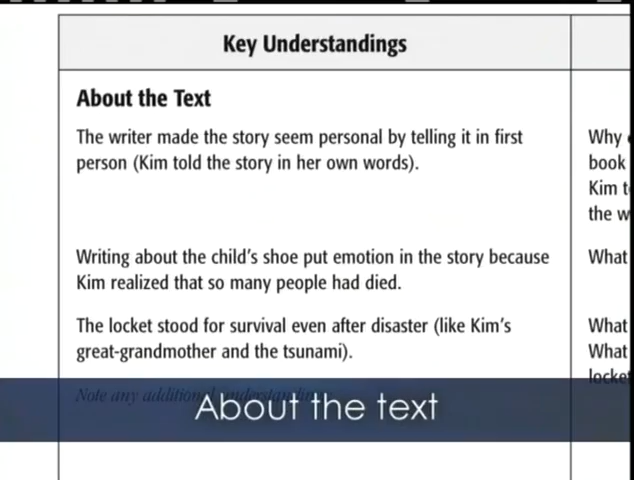 Key Understandings
About the Text
The writer made the story seem personal by telling it in first
person (Kim told the story in her own words).
Why
book
Kim t
the w
Writing about the child's shoe put emotion in the story because
Kim realized that so many people had died.
What
The locket stood for survival even after disaster (like Kim's
great-grandmother and the tsunami).
What
What
locket
Note any additional understandin
About the text